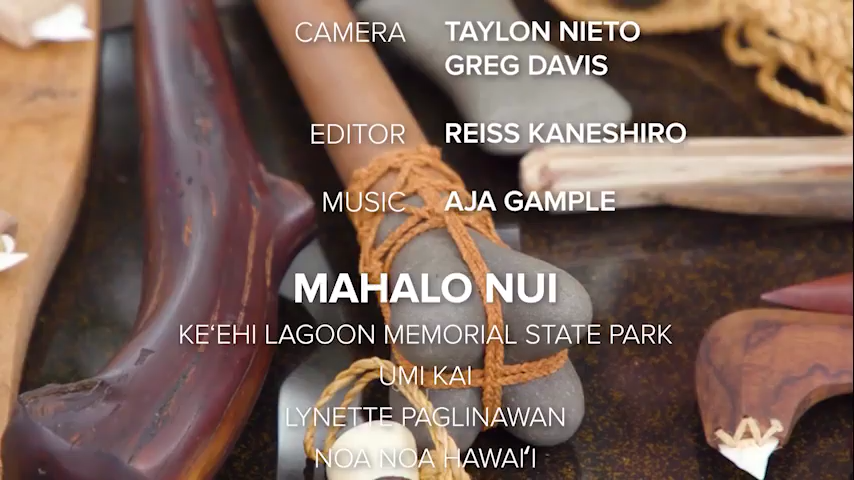 CAMERA TAYLON NIETO
GREG DAVIS
EDITOR REISS KANESHIRO
MUSIC AJA GAMPLE
MAHALO NUI
KEʻEHI LAGOON MEMORIAL STATE PARK
UMI KAI
LYNETTE PAGLINAWAN
NOA NOA HAWAIʻI